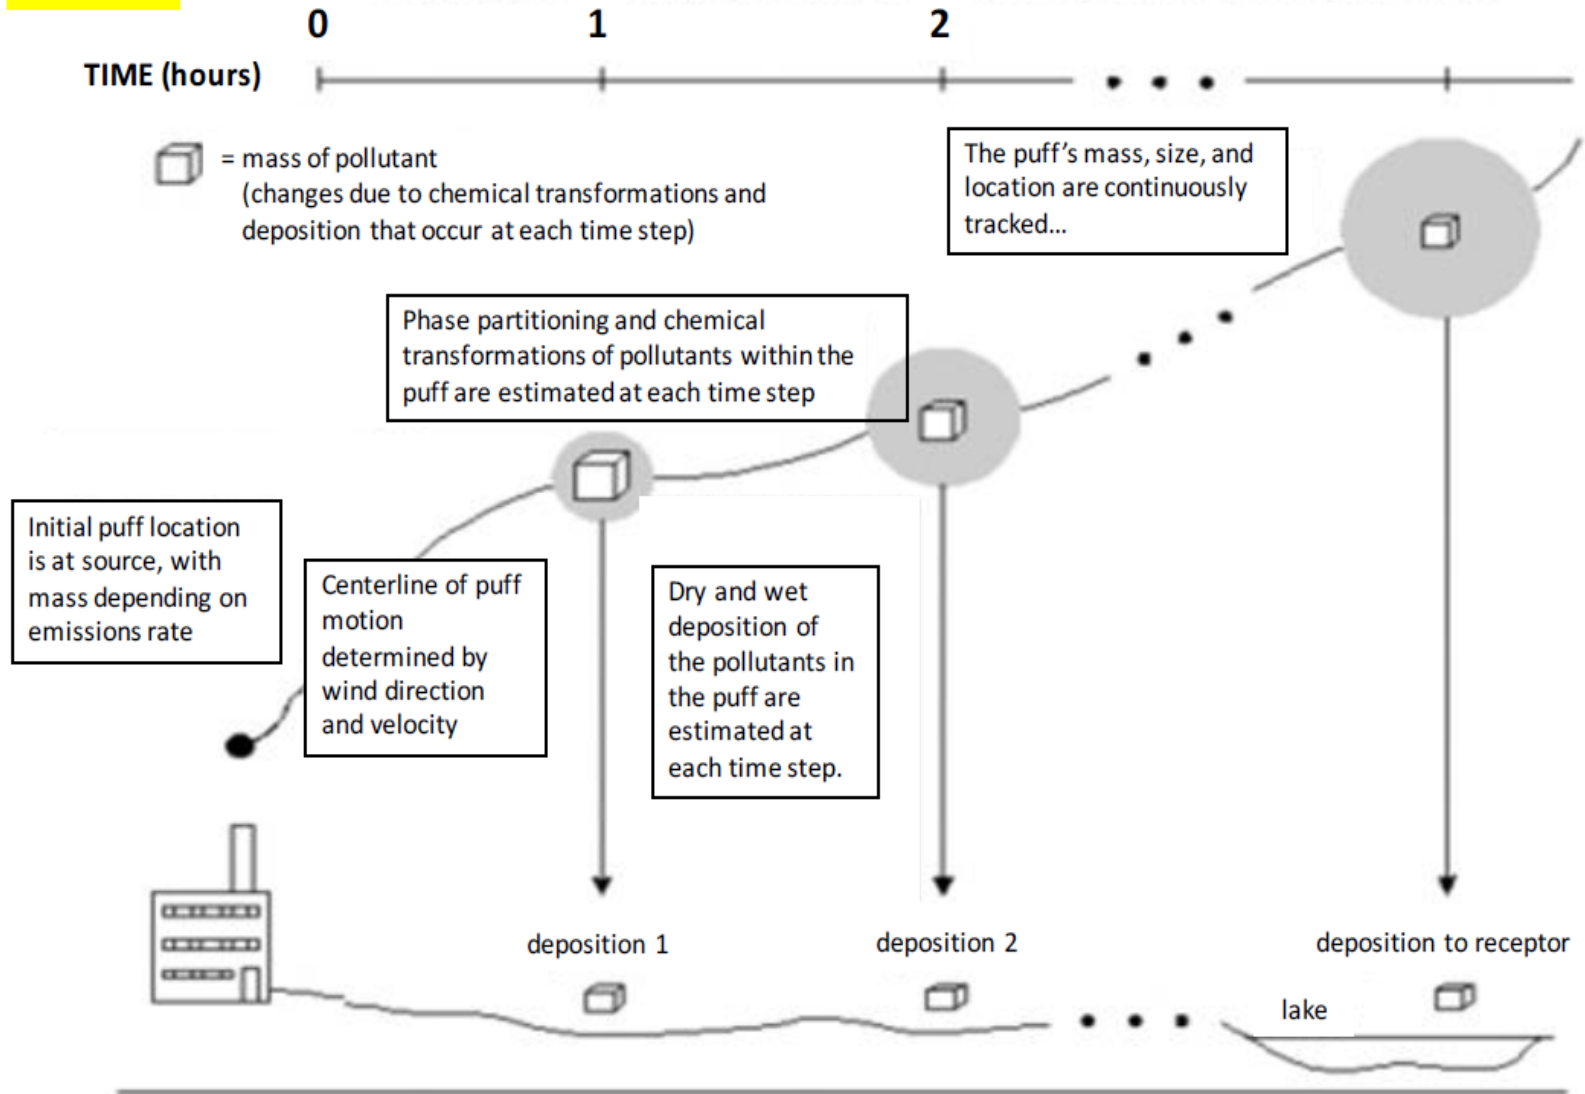 0 1 2
TIME (hours)
= mass of pollutant
(changes due to chemical transformations and
deposition that occur at each time step)
The puff's mass, size, and
location are continuously
tracked...
Phase partitioning and chemical
transformations of pollutants within the
puff are estimated at each time step
Initial puff location
is at source, with
mass depending on
emissions rate
Centerline of puff
motion
determined by
wind direction
and velocity
Dry and wet
deposition of
the pollutants in
the puff are
estimated at
each time step.
deposition 1
deposition 2
deposition to receptor
lake